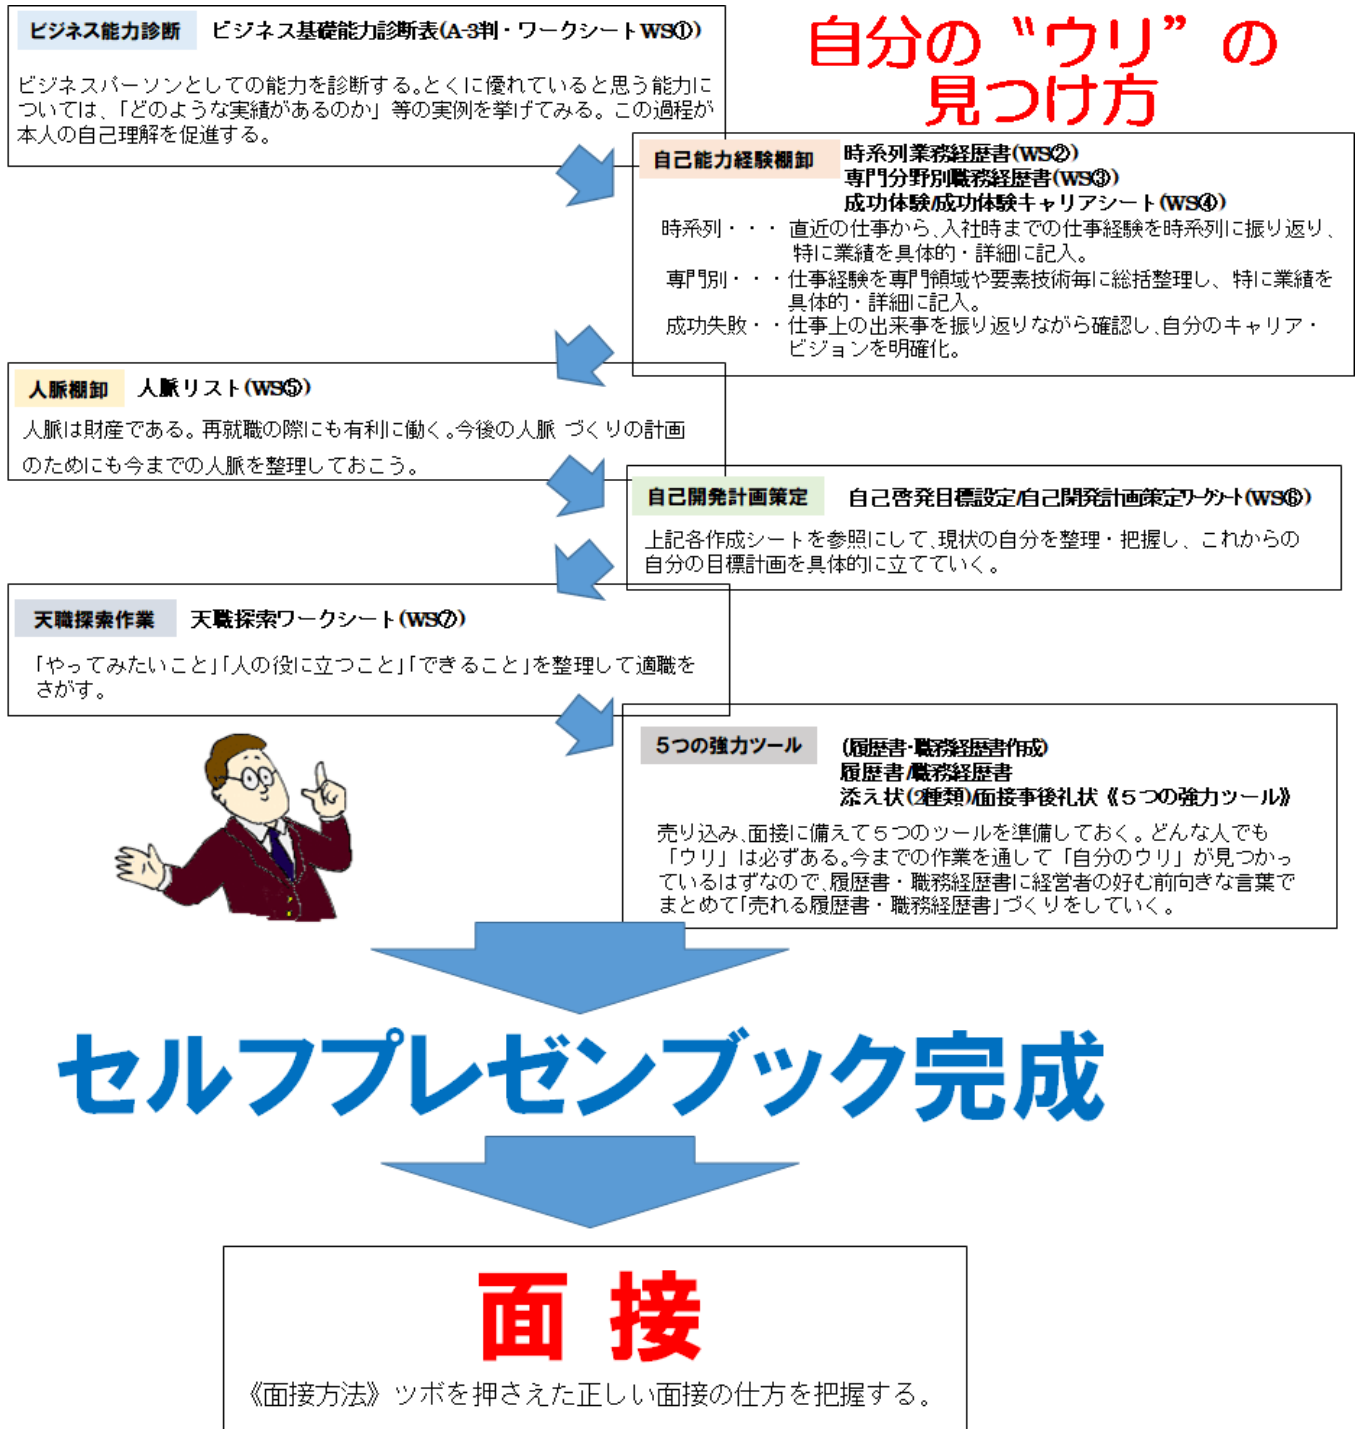 自分の〝ウリ”の
見つけ方
ビジネス能力診断 ビジネス基礎能力診断表(A-3判・ワークシートWS①)
ビジネスパーソンとしての能力を診断する。とくに優れていると思う能力に
ついては、「どのような実績があるのか」等の実例を挙げてみる。この過程が
本人の自己理解を促進する。
自己能力経験棚卸 時系列業務経歴書(WS②)
専門分野別職務経歴書(WS③)
成功体験/成功体験キャリアシート(WS④)
時系列・・・ 直近の仕事から、入社時までの仕事経験を時系列に振り返り、
特に業績を具体的・詳細に記入。
専門別・・・仕事経験を専門領域や要素技術毎に総括整理し、特に業績を
具体的・詳細に記入。
成功失敗・・仕事上の出来事を振り返りながら確認し、自分のキャリア・
ビジョンを明確化。
人脈棚卸 人脈リスト(WS⑤)
人脈は財産である。再就職の際にも有利に働く。今後の人脈 づくりの計画
のためにも今までの人脈を整理しておこう。
自己開発計画策定 自己啓発目標設定/自己開発計画策定ワークシート(WS⑥)
上記各作成シートを参照にして、現状の自分を整理・把握し、これからの
自分の目標計画を具体的に立てていく。
天職探索作業 天職探索ワークシート(WS⑦)
「やってみたいこと」「人の役に立つこと」「できること」を整理して適職を
さがす。
5つの強力ツール (履歴書・職務経歴書作成)
履歴書/職務経歴書
添え状(2種類)/面接事後礼状《5つの強力ツール》
売り込み、面接に備えて5つのツールを準備しておく。どんな人でも
「ウリ」は必ずある。今までの作業を通して「自分のウリ」が見つかっ
ているはずなので、履歴書・職務経歴書に経営者の好む前向きな言葉で
まとめて「売れる履歴書・職務経歴書」づくりをしていく。
セルフプレゼンブック完成
面 接
《面接方法》ツボを押さえた正しい面接の仕方を把握する。